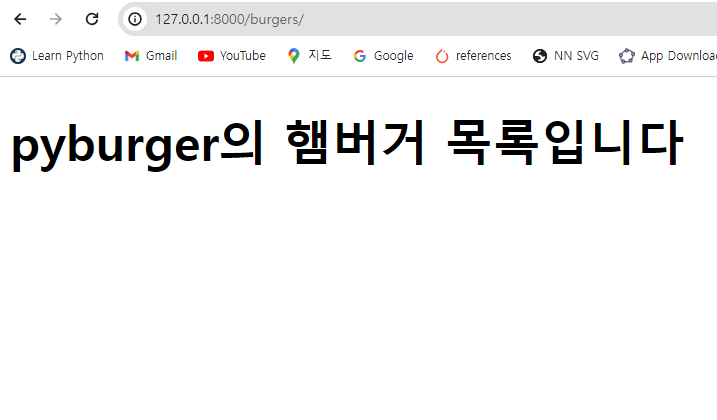 127.0.0.1:8000/burgers/
Learn Python Gmail YouTube 지도 Google references NN SVG App Downloa
pyburger의 햄버거 목록입니다